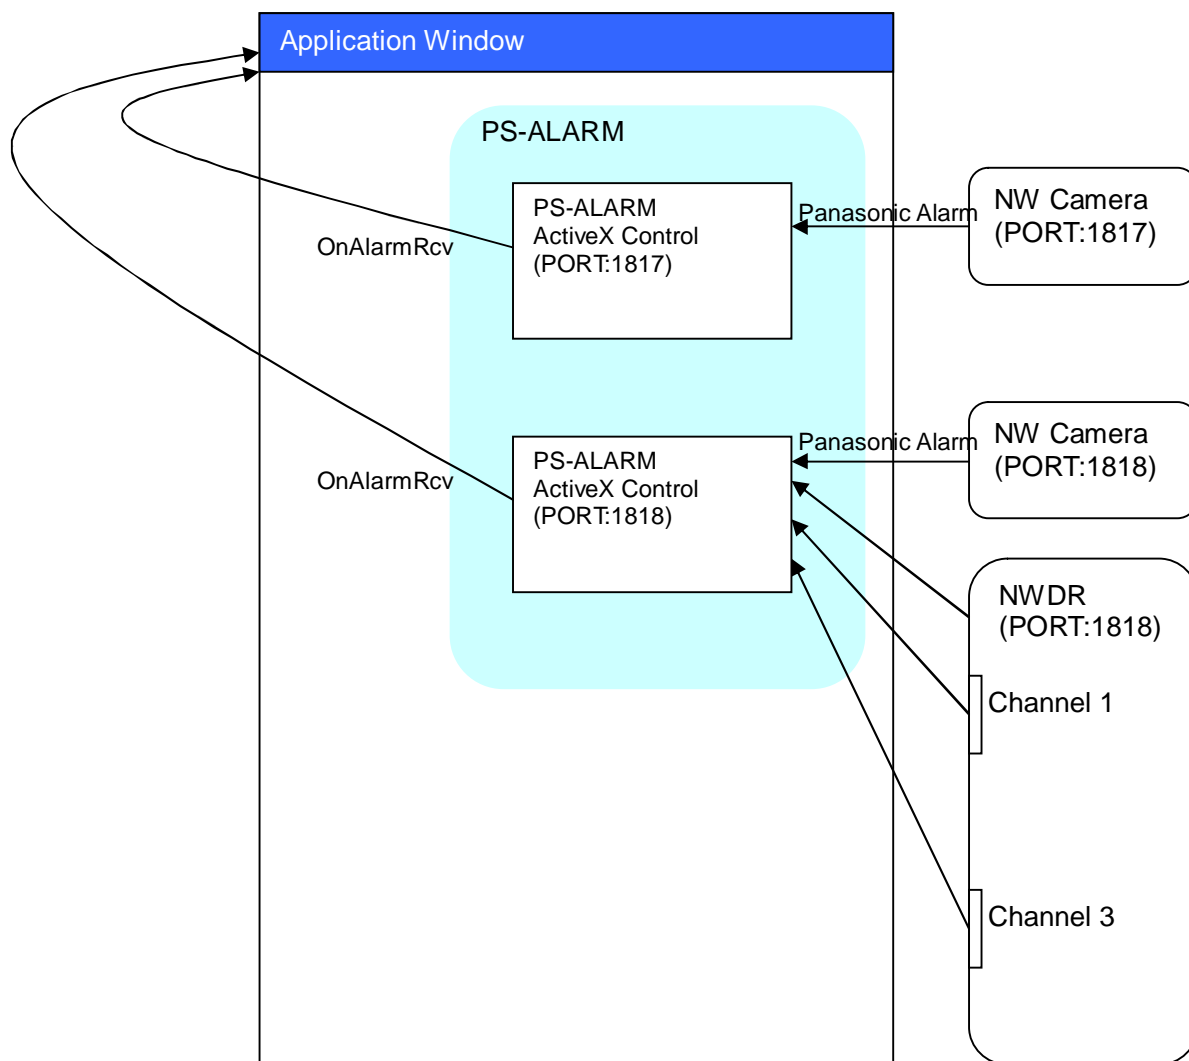 Application Window
PS-ALARM
PS-ALARM
ActiveX Control
(PORT:1817)
OnAlarmRcv
Panasonic Alarm
NW Camera
(PORT:1817)
PS-ALARM
ActiveX Control
(PORT:1818)
OnAlarmRcv
Panasonic Alarm
NW Camera
(PORT:1818)
NWDR
(PORT:1818)
Channel 1
Channel 3